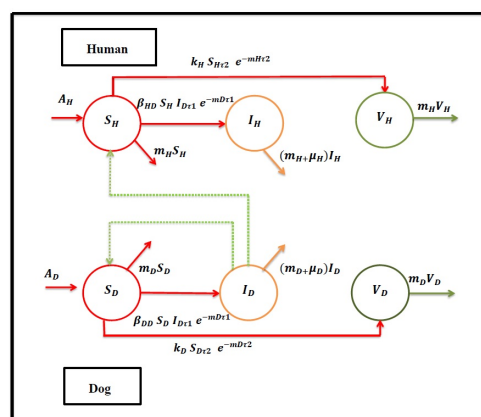 Human
k_H S_Hτ2 e^-mHτ2
A_H
β_HD S_H I_Dτ1 e^-mDτ1
S_H
I_H
V_H
m_H V_H
m_H S_H
(m_H+μ_H)I_H
m_D S_D
(m_D+μ_D)I_D
A_D
S_D
I_D
V_D
m_D V_D
β_DD S_D I_Dτ1 e^-mDτ1
k_D S_Dτ2 e^-mDτ2
Dog